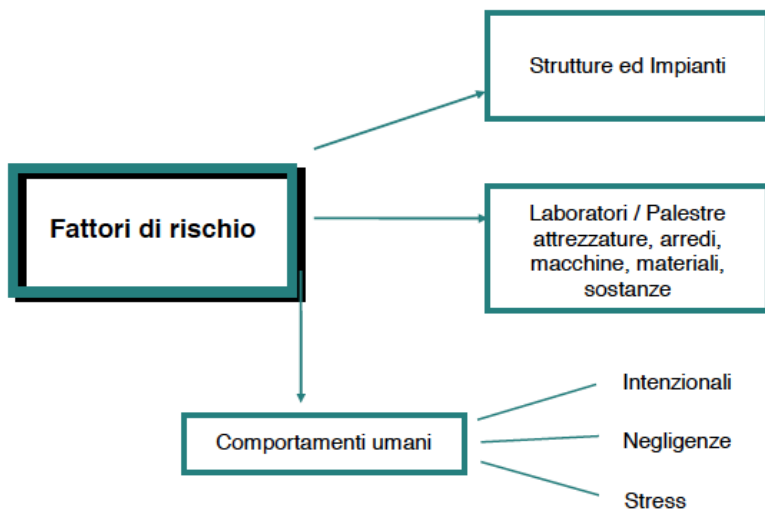 Strutture ed Impianti
Fattori di rischio
Laboratori / Palestre
attrezzature, arredi,
macchine, materiali,
sostanze
Comportamenti umani
Intenzionali
Negligenze
Stress